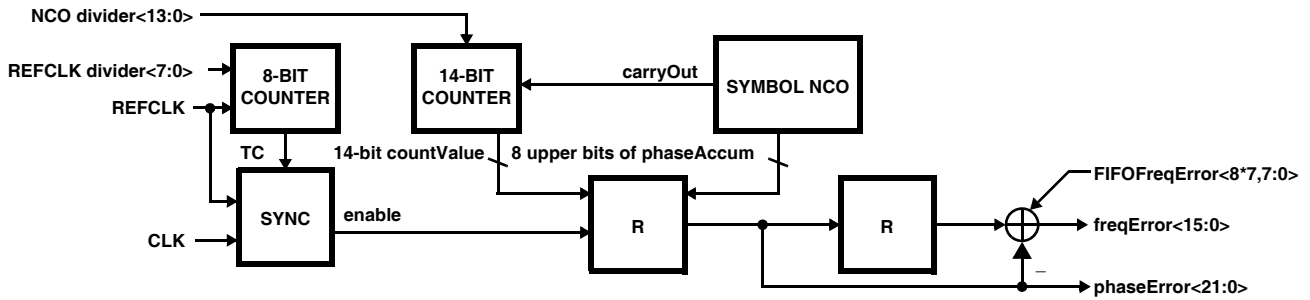 NCO divider<13:0>
REFCLK divider<7:0>
REFCLK
8-BIT
COUNTER
14-BIT
COUNTER
carryOut
SYMBOL NCO
TC
14-bit countValue
8 upper bits of phaseAccum
FIFOFreqError<8*7,7:0>
SYNC
enable
R
R
freqError<15:0>
CLK
–
phaseError<21:0>